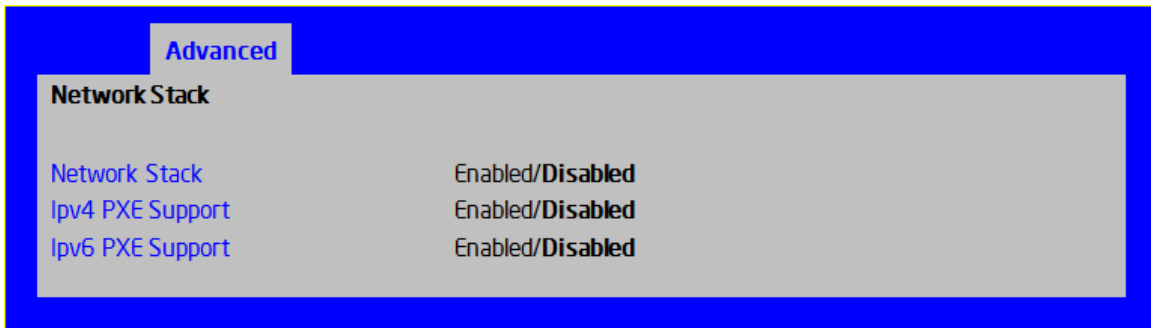 Advanced
Network Stack
Network Stack Enabled/Disabled
Ipv4 PXE Support Enabled/Disabled
Ipv6 PXE Support Enabled/Disabled